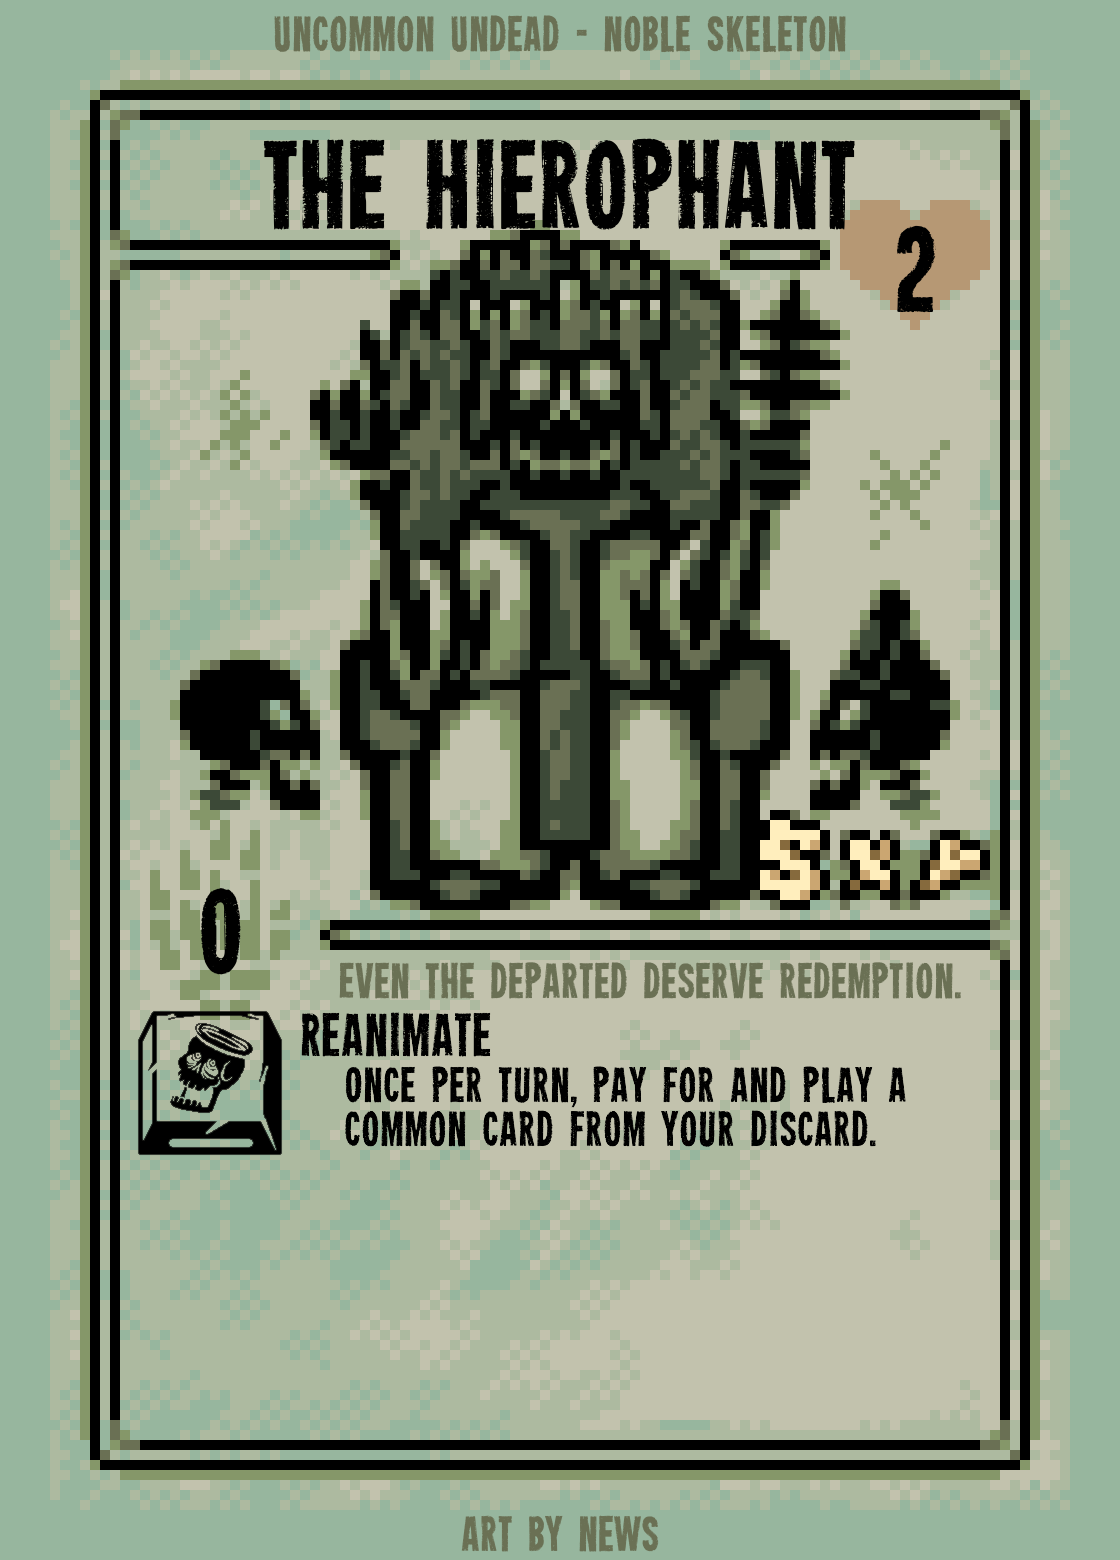 UNCOMMON UNDEAD - NOBLE SKELETON
THE HIEROPHANT
2
0
EVEN THE DEPARTED DESERVE REDEMPTION.
REANIMATE
ONCE PER TURN, PAY FOR AND PLAY A
COMMON CARD FROM YOUR DISCARD.
ART BY NEWS